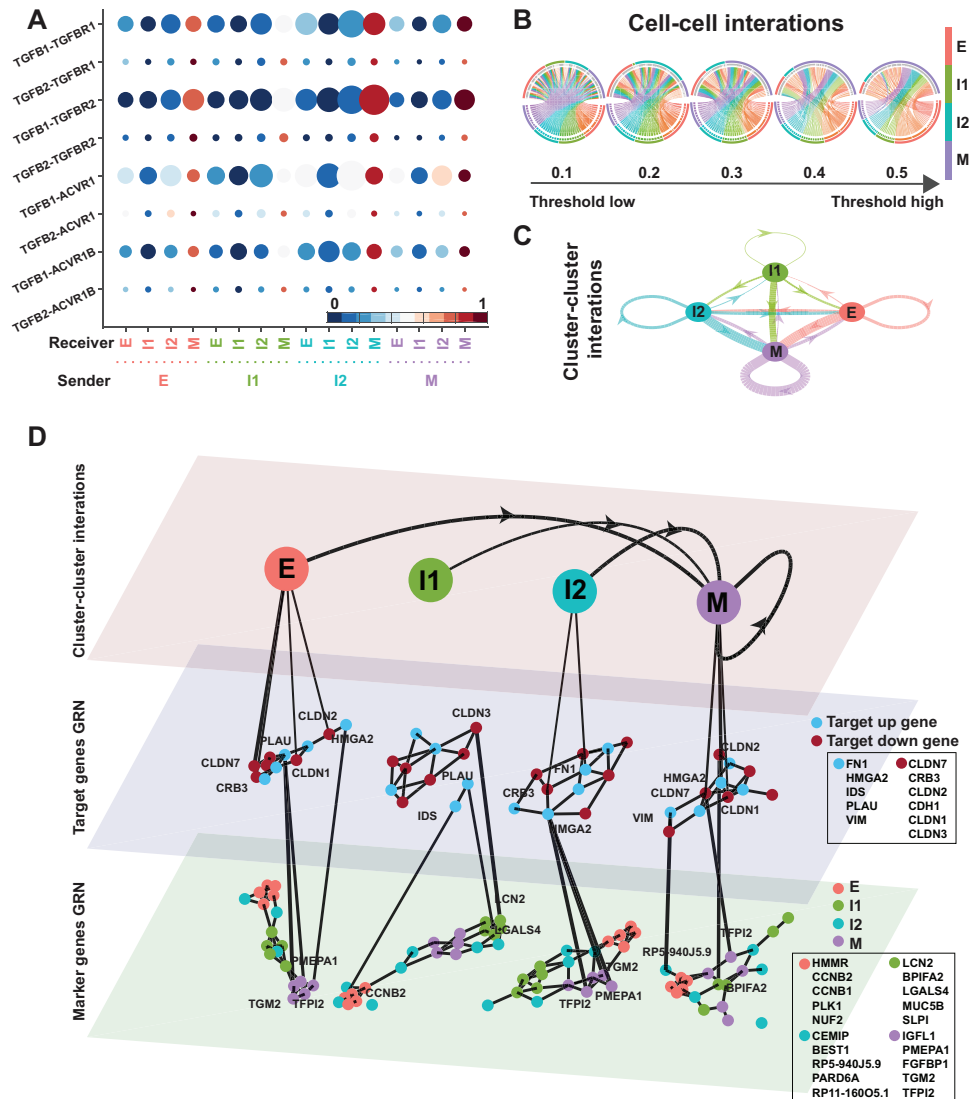 A
TGFB1-TGFBR1
TGFB2-TGFBR1
TGFB1-TGFBR2
TGFB2-TGFBR2
TGFB1-ACVR1
TGFB2-ACVR1
TGFB1-ACVR1B
TGFB2-ACVR1B
0 1
Receiver E I1 I2 M E I1 I2 M E I1 I2 M E I1 I2 M
Sender E I1 I2 M
B
Cell-cell interations
E
I1
I2
M
0.1 0.2 0.3 0.4 0.5
Threshold low Threshold high
C
Cluster-cluster
interations
I1
I2
E
M
D
Cluster-cluster interations
E
I1
I2
M
Target genes GRN
CLDN2
PLAU
HMGA2
CLDN7
CLDN1
CRB3
CLDN3
PLAU
IDS
FN1
CRB3
HMGA2
CLDN2
HMGA2
CLDN7
CLDN1
VIM
Target up gene
Target down gene
FN1 CLDN7
HMGA2 CRB3
IDS CLDN2
PLAU CDH1
VIM CLDN1
CLDN3
Marker genes GRN
PMEPA1
TGM2
TFPI2
LCN2
LGALS4
CCNB2
TGM2
PMEPA1
TFPI2
TFPI2
RP5-940J5.9
BPIFA2
E
I1
I2
M
HMMR LCN2
CCNB2 BPIFA2
CCNB1 LGALS4
PLK1 MUC5B
NUF2 SLPI
CEMIP IGFL1
BEST1 PMEPA1
RP5-940J5.9 FGFBP1
PARD6A TGM2
RP11-160O5.1 TFPI2